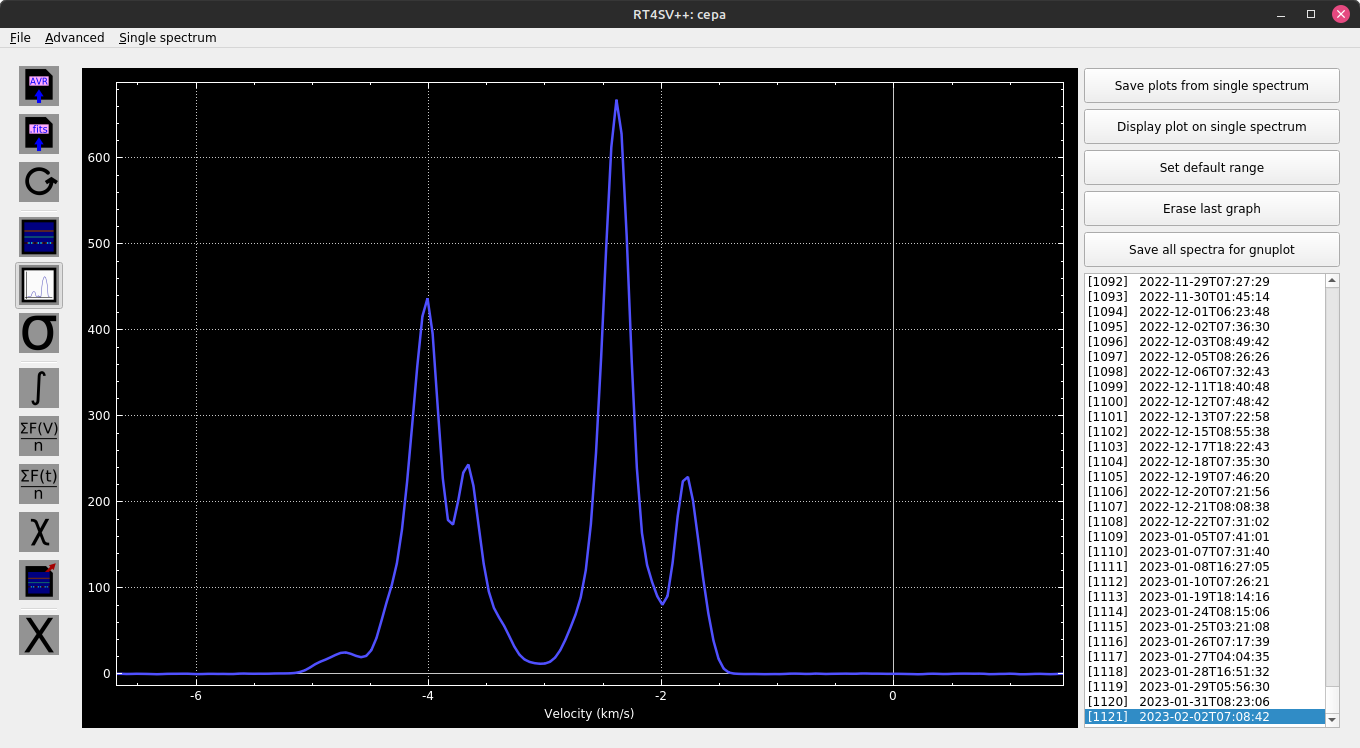 RT4SV++: cepa
File Advanced Single spectrum
AVR
.fits
σ
∫
ΣF(V)
n
ΣF(t)
n
χ
X
600
500
400
300
200
100
0
-6 -4 -2 0
Velocity (km/s)
Save plots from single spectrum
Display plot on single spectrum
Set default range
Erase last graph
Save all spectra for gnuplot
[1092] 2022-11-29T07:27:29
[1093] 2022-11-30T01:45:14
[1094] 2022-12-01T06:23:48
[1095] 2022-12-02T07:36:30
[1096] 2022-12-03T08:49:42
[1097] 2022-12-05T08:26:26
[1098] 2022-12-06T07:32:43
[1099] 2022-12-11T18:40:48
[1100] 2022-12-12T07:48:42
[1101] 2022-12-13T07:22:58
[1102] 2022-12-15T08:55:38
[1103] 2022-12-17T18:22:43
[1104] 2022-12-18T07:35:30
[1105] 2022-12-19T07:46:20
[1106] 2022-12-20T07:21:56
[1107] 2022-12-21T08:08:38
[1108] 2022-12-22T07:31:02
[1109] 2023-01-05T07:41:01
[1110] 2023-01-07T07:31:40
[1111] 2023-01-08T16:27:05
[1112] 2023-01-10T07:26:21
[1113] 2023-01-19T18:14:16
[1114] 2023-01-24T08:15:06
[1115] 2023-01-25T03:21:08
[1116] 2023-01-26T07:17:39
[1117] 2023-01-27T04:04:35
[1118] 2023-01-28T16:51:32
[1119] 2023-01-29T05:56:30
[1120] 2023-01-31T08:23:06
[1121] 2023-02-02T07:08:42